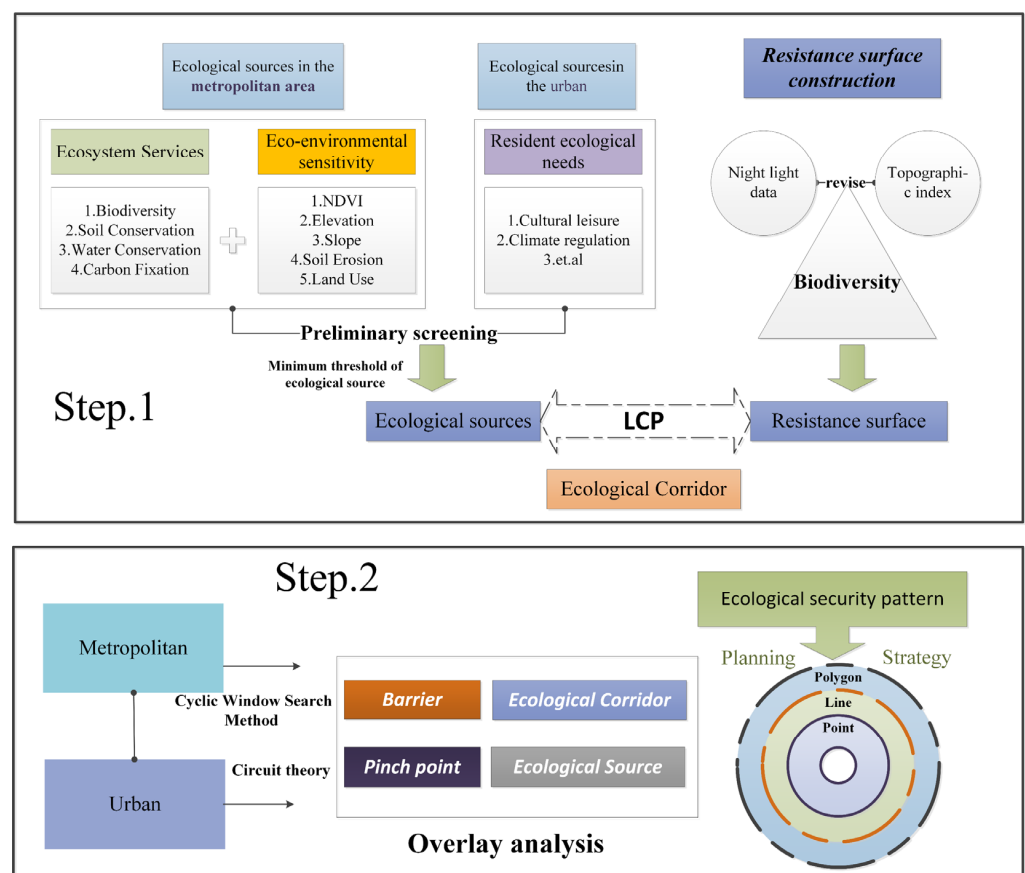 Ecological sources in the
metropolitan area
Ecological sourcesin
the urban
Resistance surface
construction
Ecosystem Services
Eco-environmental
sensitivity
Resident ecological
needs
1.Biodiversity
2.Soil Conservation
3.Water Conservation
4.Carbon Fixation
1.NDVI
2.Elevation
3.Slope
4.Soil Erosion
5.Land Use
1.Cultural leisure
2.Climate regulation
3.et.al
Night light
data
revise
Topographi-
c index
Biodiversity
Preliminary screening
Minimum threshold of
ecological source
Step.1
Ecological sources
LCP
Resistance surface
Ecological Corridor
Step.2
Metropolitan
Cyclic Window Search
Method
Circuit theory
Urban
Barrier
Ecological Corridor
Pinch point
Ecological Source
Overlay analysis
Ecological security pattern
Planning
Strategy
Polygon
Line
Point